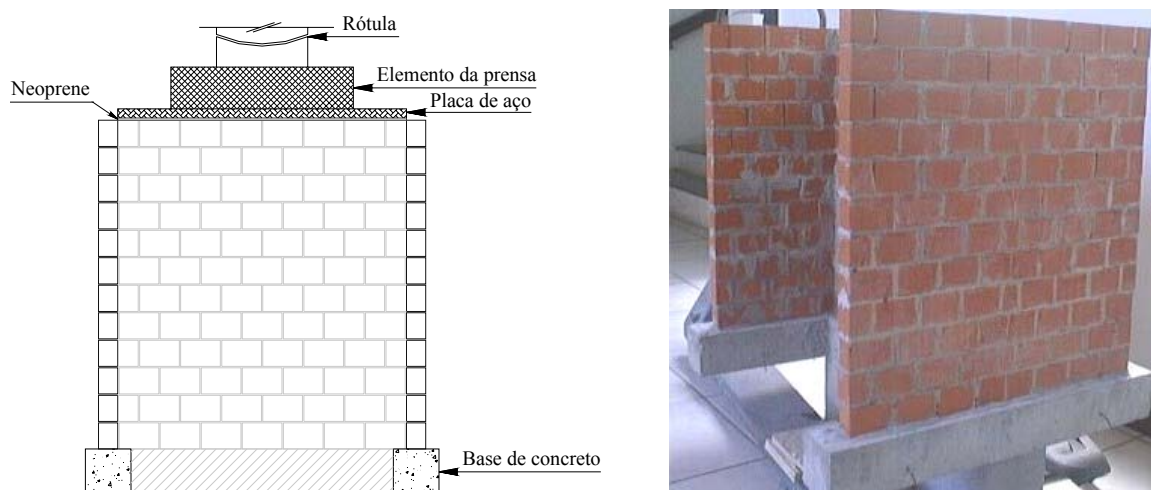 Rótula
Elemento da prensa
Neoprene
Placa de aço
Base de concreto